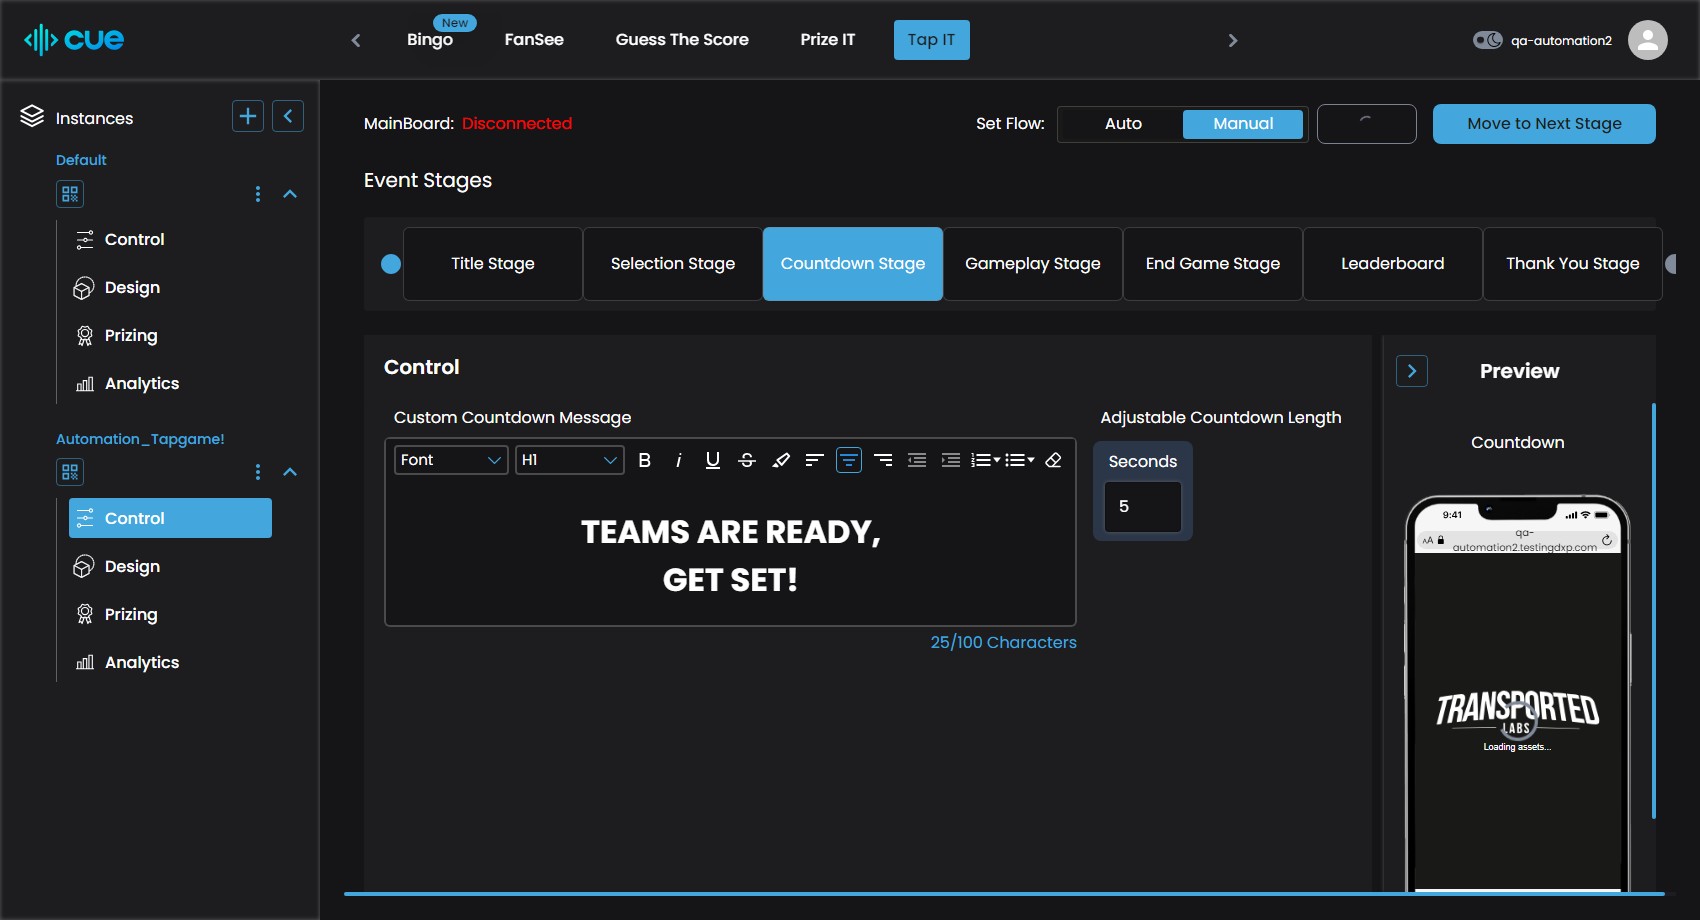 cue
New
Bingo
FanSee
Guess The Score
Prize IT
Tap IT
qa-automation2
Instances
Default
Control
Design
Prizing
Analytics
Automation_Tapgame!
Control
Design
Prizing
Analytics
MainBoard: Disconnected
Set Flow:
Auto
Manual
Move to Next Stage
Event Stages
Title Stage
Selection Stage
Countdown Stage
Gameplay Stage
End Game Stage
Leaderboard
Thank You Stage
Control
Custom Countdown Message
Font
H1
B
i
U
S
TEAMS ARE READY,
GET SET!
25/100 Characters
Adjustable Countdown Length
Seconds
5
Preview
Countdown
9:41
AA
qa-
automation2.testingdxp.com
TRANSPORTED
LABS
Loading assets...